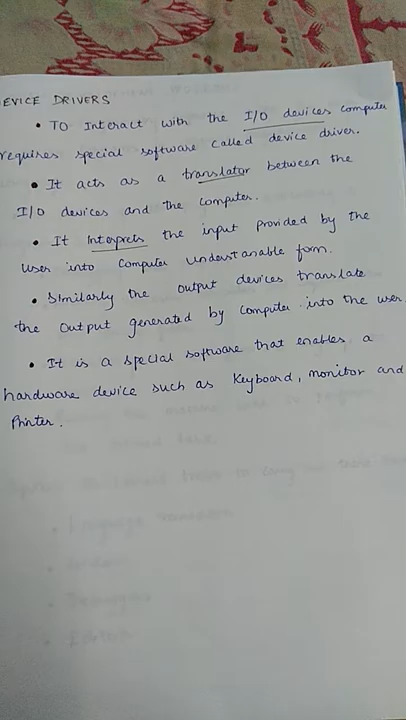 EVICE DRIVERS
• TO Interact with the I/O devices computer
requires special software called device driver.
• It acts as a translator between the
I/O devices and the computer.
• It Interprets the input provided by the
user into computer understanable form.
• Similarly the output devices translate
the output generated by computer into the user.
• It is a special software that enables a
hardware device such as Keyboard, monitor and
Printer.